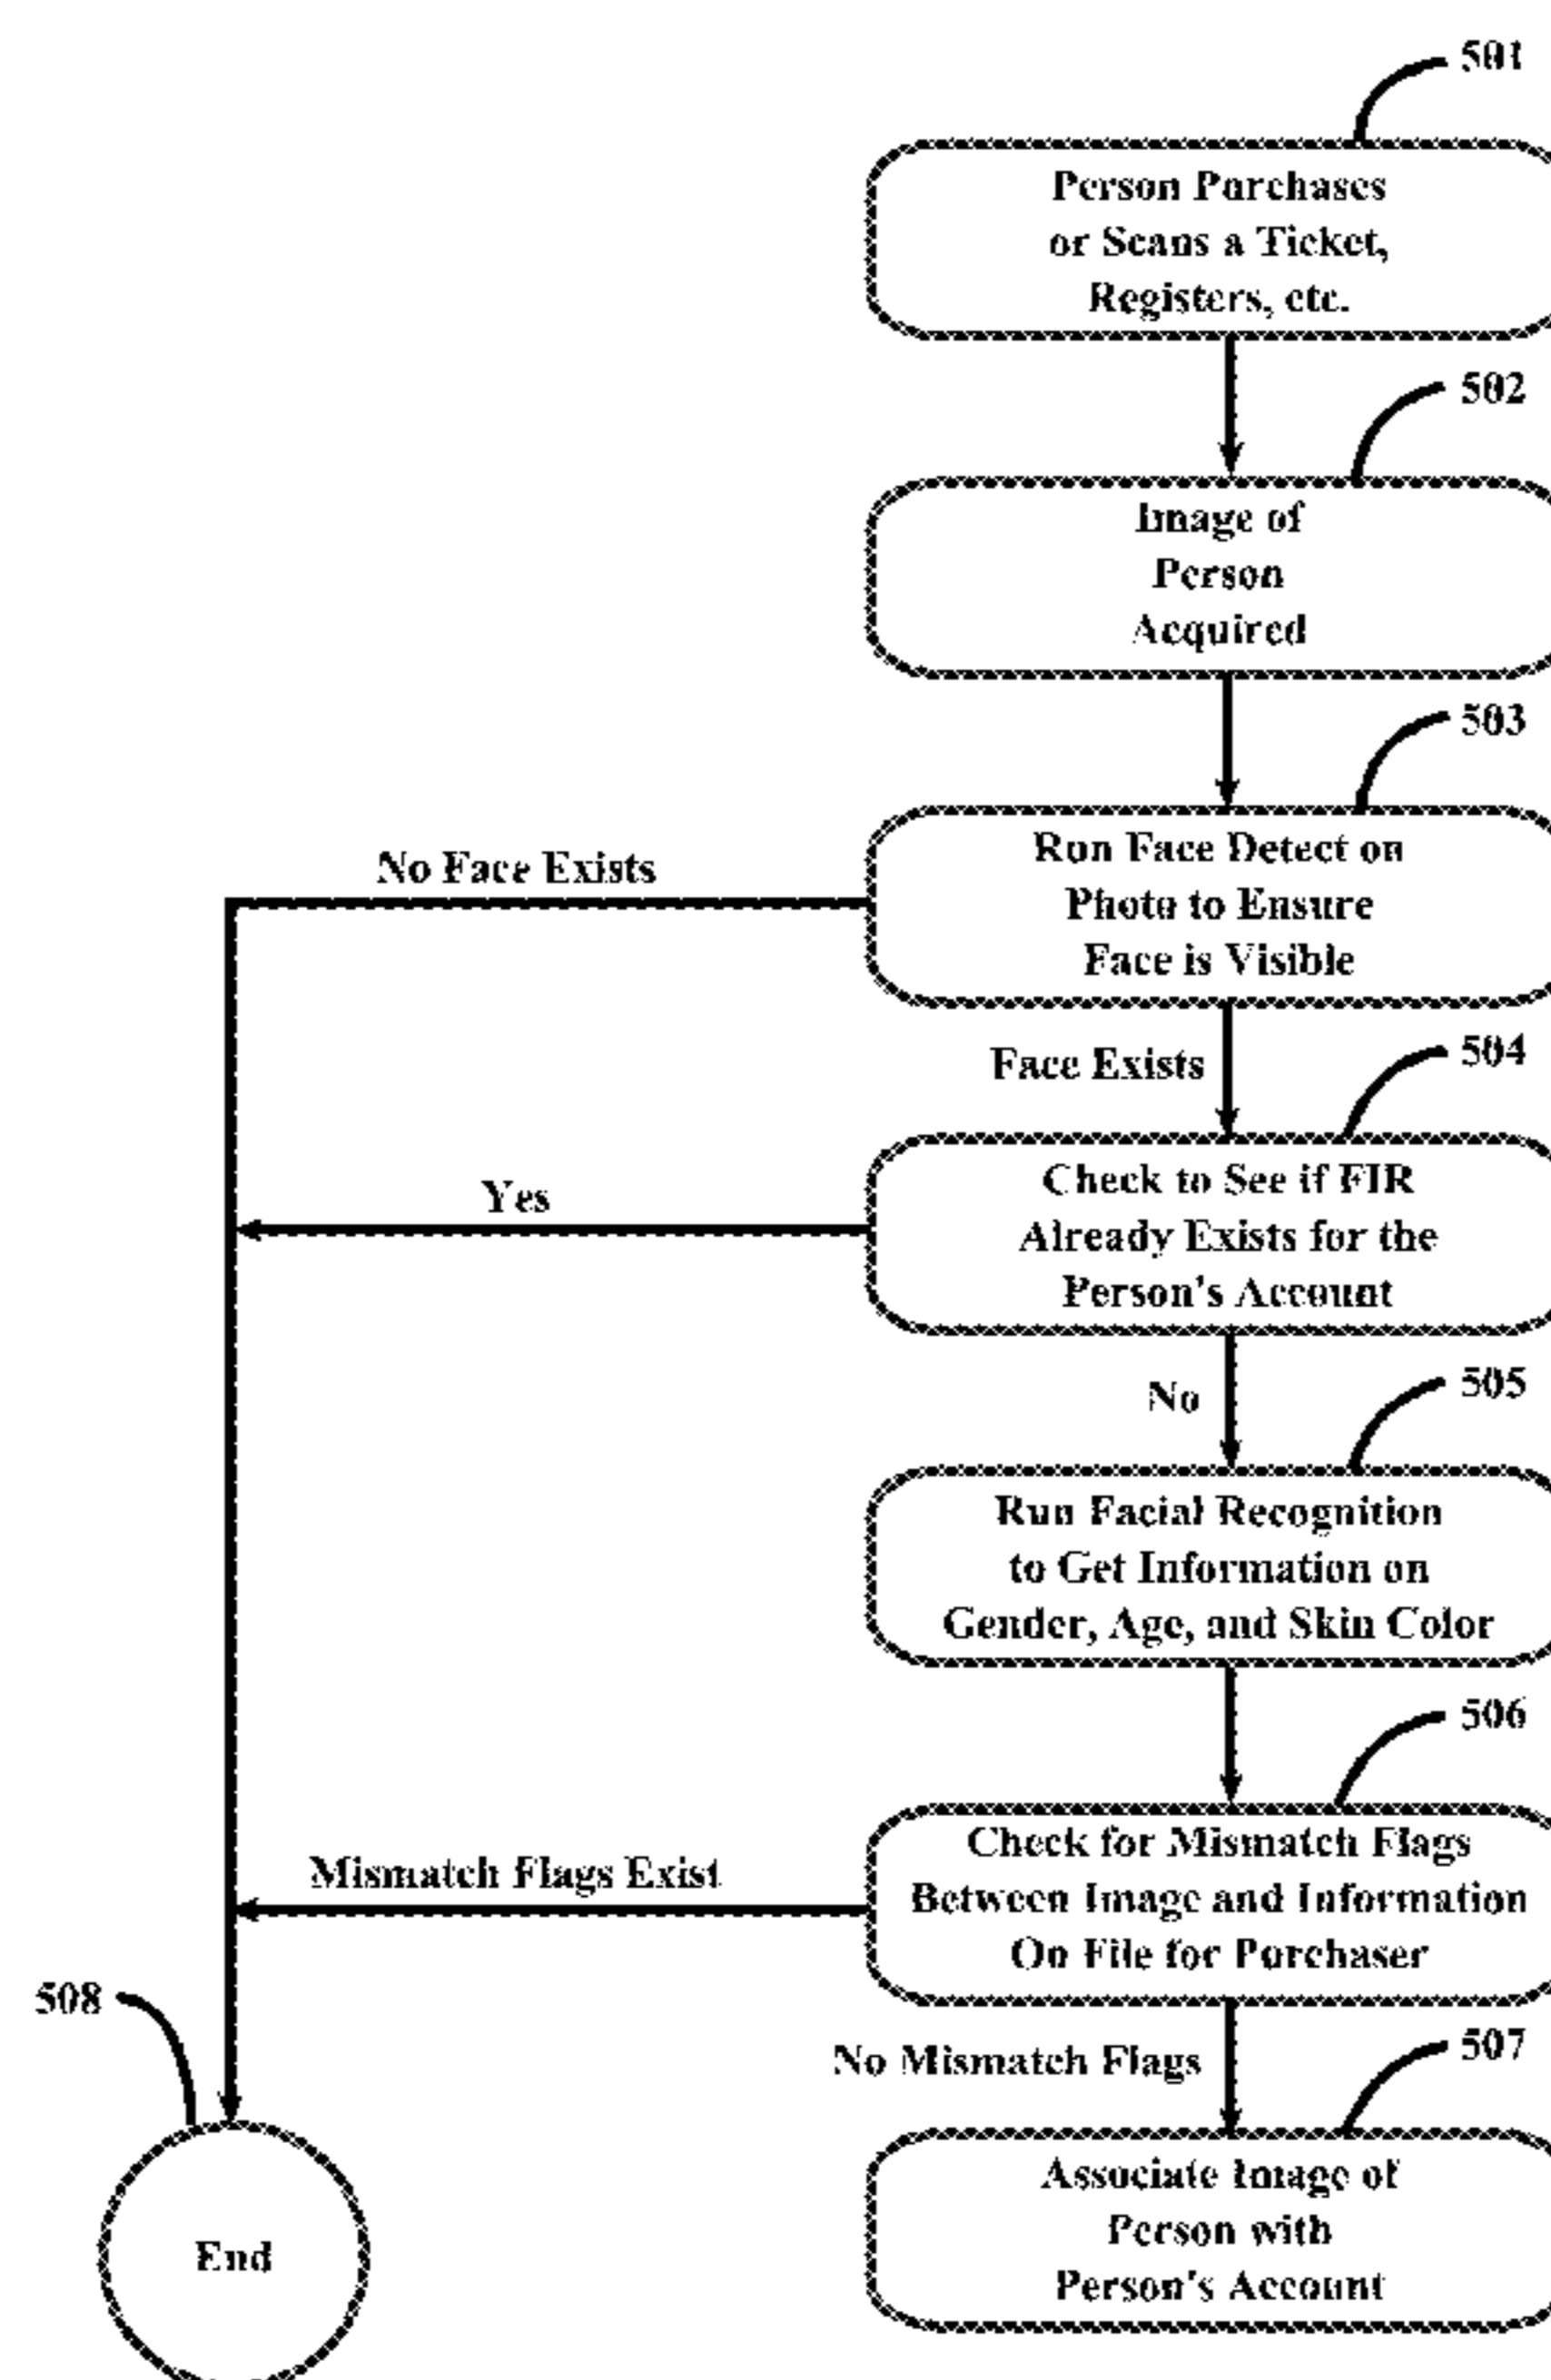 501
Person Purchases
or Scans a Ticket,
Registers, etc.
502
Image of
Person
Acquired
503
Run Face Detect on
Photo to Ensure
Face is Visible
No Face Exists
Face Exists
504
Check to See if FIR
Already Exists for the
Person's Account
Yes
No
505
Run Facial Recognition
to Get Information on
Gender, Age, and Skin Color
506
Check for Mismatch Flags
Between Image and Information
On File for Purchaser
Mismatch Flags Exist
508
No Mismatch Flags
507
Associate Image of
Person with
Person's Account
End